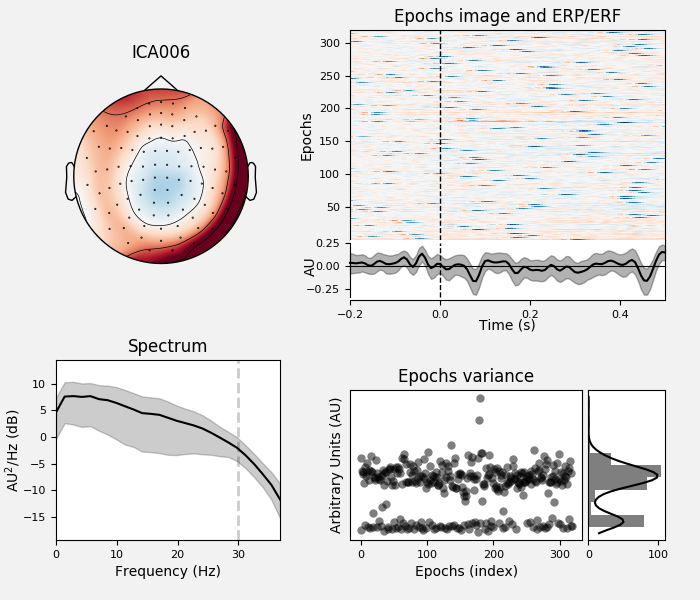 ICA006
Epochs image and ERP/ERF
Epochs
300
250
200
150
100
50
AU
0.25
0.00
−0.25
−0.2
0.0
0.2
0.4
Time (s)
Spectrum
AU²/Hz (dB)
10
5
0
−5
−10
−15
0
10
20
30
Frequency (Hz)
Epochs variance
Arbitrary Units (AU)
0
100
200
300
Epochs (index)
0
100